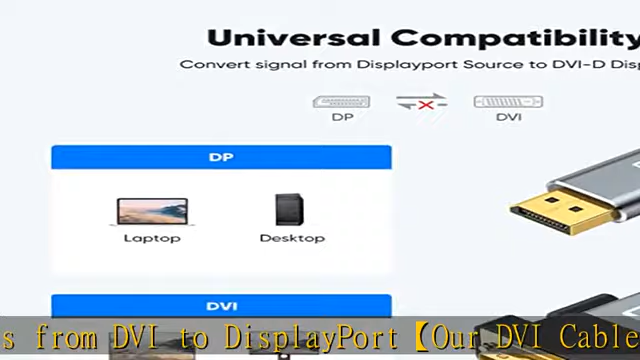 Universal Compatibility
Convert signal from Displayport Source to DVI-D
DP
DVI
DP
Laptop
Desktop
DVI
from DVI to DisplayPort【Our DVI Cable